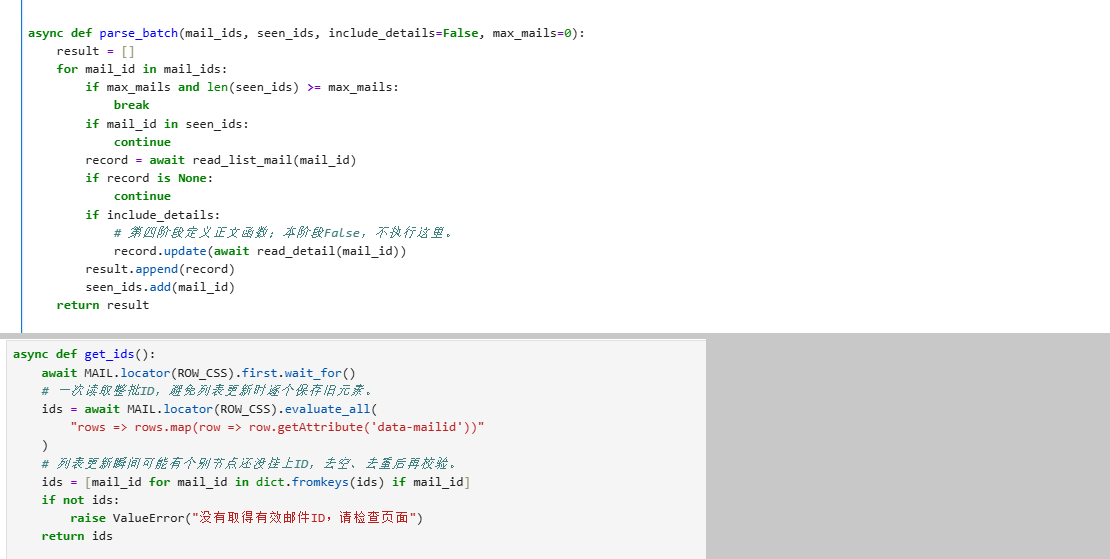 async def parse_batch(mail_ids, seen_ids, include_details=False, max_mails=0):
    result = []
    for mail_id in mail_ids:
        if max_mails and len(seen_ids) >= max_mails:
            break
        if mail_id in seen_ids:
            continue
        record = await read_list_mail(mail_id)
        if record is None:
            continue
        if include_details:
            # 第四阶段定义正文函数；本阶段False，不执行这里。
            record.update(await read_detail(mail_id))
        result.append(record)
        seen_ids.add(mail_id)
    return result
async def get_ids():
    await MAIL.locator(ROW_CSS).first.wait_for()
    # 一次读取整批ID，避免列表更新时逐个保存旧元素。
    ids = await MAIL.locator(ROW_CSS).evaluate_all(
        "rows => rows.map(row => row.getAttribute('data-mailid'))"
    )
    # 列表更新瞬间可能有个别节点还没挂上ID，去空、去重后再校验。
    ids = [mail_id for mail_id in dict.fromkeys(ids) if mail_id]
    if not ids:
        raise ValueError("没有取得有效邮件ID，请检查页面")
    return ids